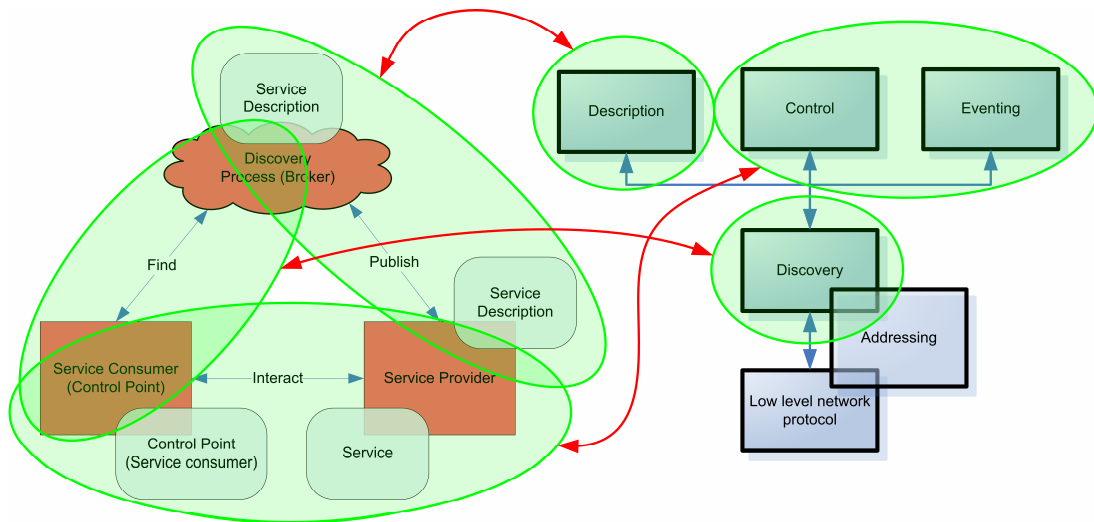 Service
Description
Discovery
Process (Broker)
Find
Publish
Service
Description
Service Consumer
(Control Point)
Interact
Service Provider
Control Point
(Service consumer)
Service
Description
Control
Eventing
Discovery
Addressing
Low level network
protocol